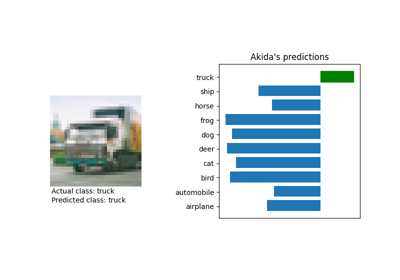 Akida's predictions
truck
ship
horse
frog
dog
deer
cat
bird
automobile
airplane
Actual class: truck
Predicted class: truck